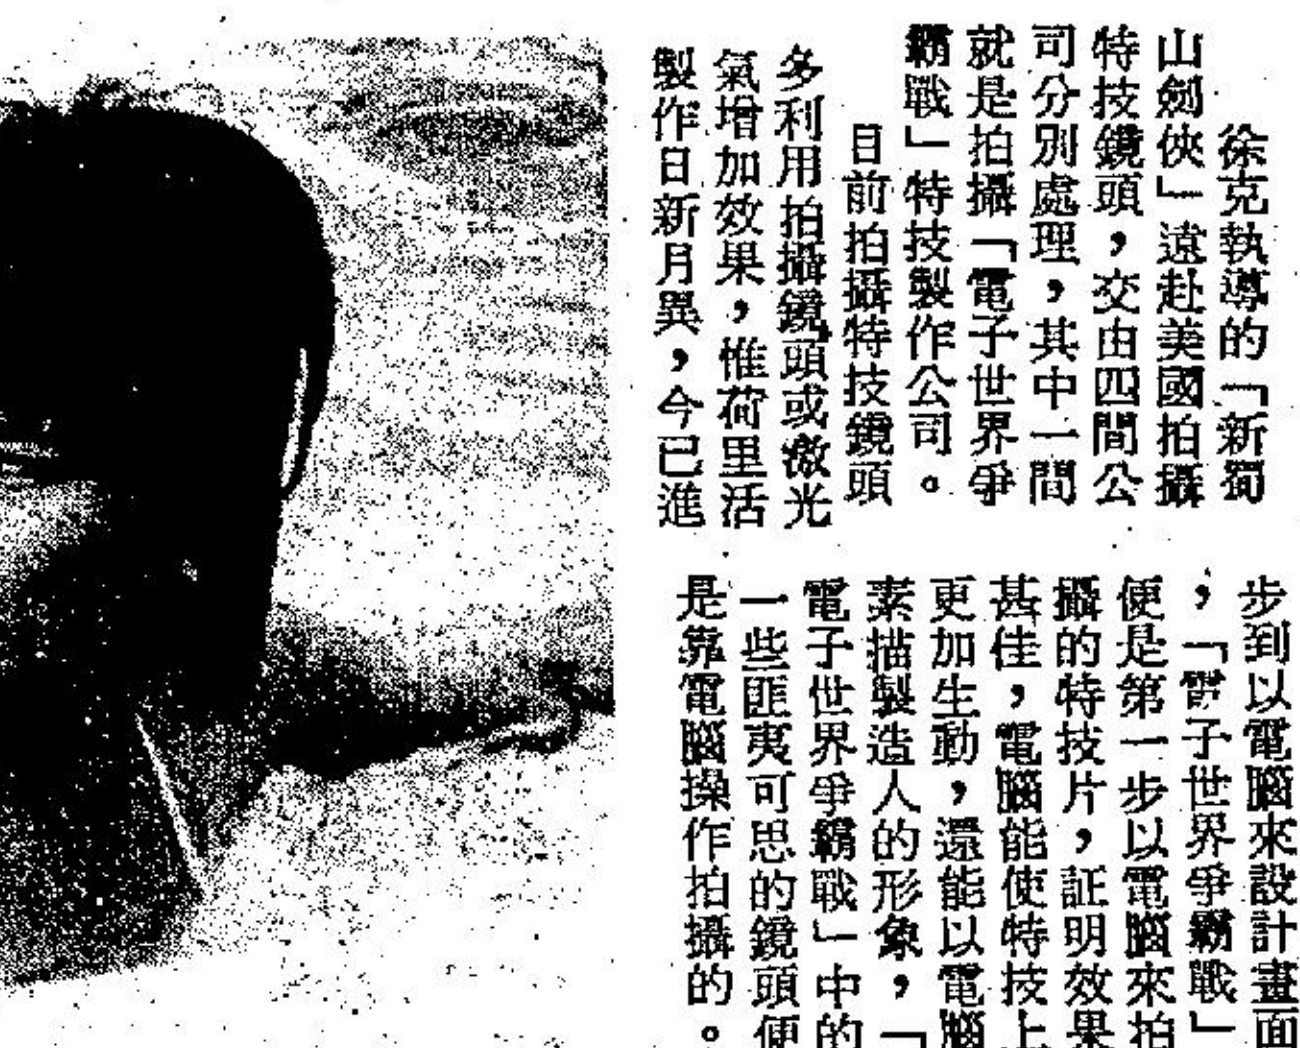 徐克執導的「新蜀
山劍俠」遠赴美國拍攝
特技鏡頭，交由四間公
司分別處理，其中一間
就是拍攝「電子世界爭
霸戰」特技製作公司。
目前拍攝特技鏡頭
多利用拍攝鏡頭或激光
氣增加效果，惟荷里活
製作日新月異，今已進
步到以電腦來設計畫面
，「電子世界爭霸戰」
便是第一步以電腦來拍
攝的特技片，証明效果
甚佳，電腦能使特技上
更加生動，還能以電腦
素描製造人的形象，「
電子世界爭霸戰」中的
一些匪夷可思的鏡頭便
是靠電腦操作拍攝的。